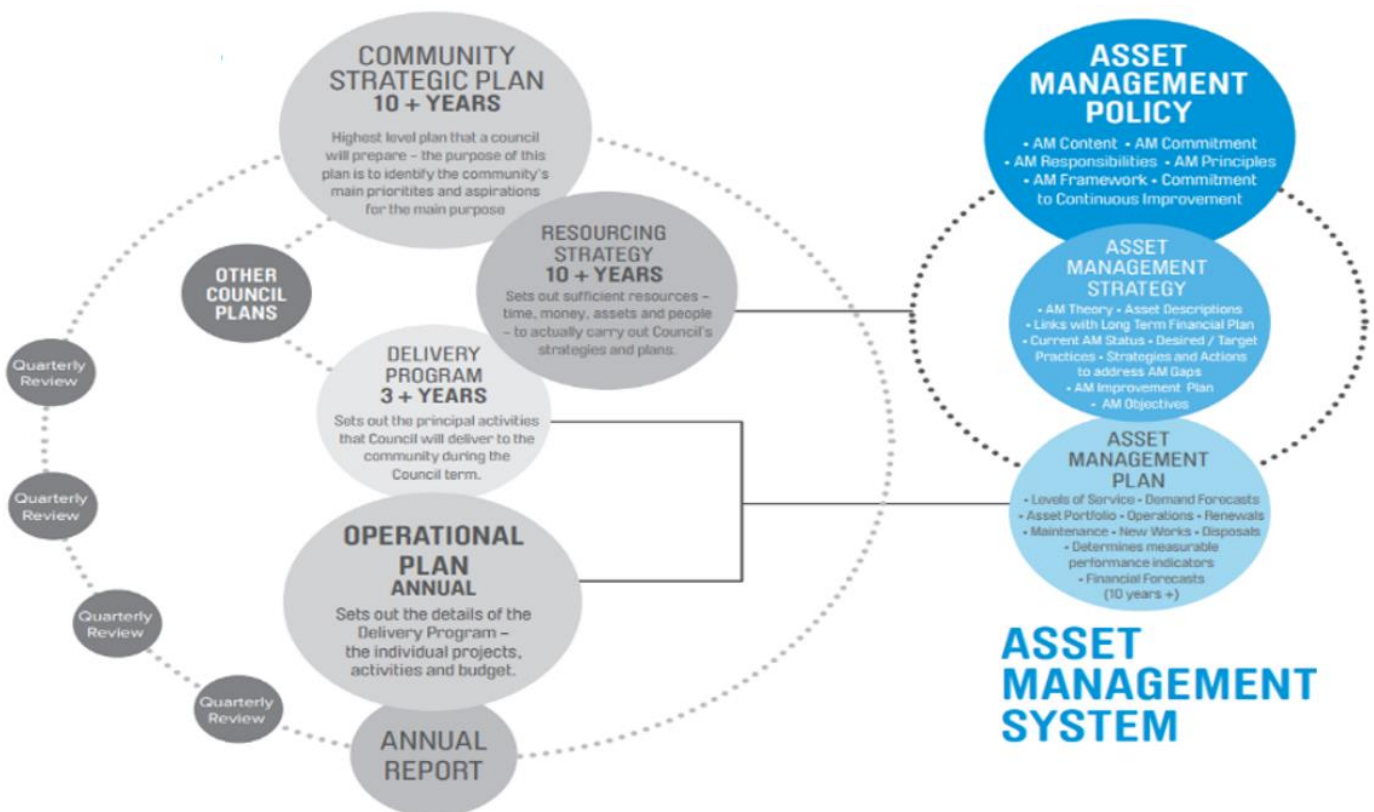 COMMUNITY
STRATEGIC PLAN
10 + YEARS
Highest level plan that a council
will prepare – the purpose of this
plan is to identify the community's
main prioritites and aspirations
for the main purpose
RESOURCING
STRATEGY
10 + YEARS
Sets out sufficient resources –
time, money, assets and people
– to actually carry out Council's
strategies and plans.
OTHER
COUNCIL
PLANS
DELIVERY
PROGRAM
3 + YEARS
Sets out the principal activities
that Council will deliver to the
community during the
Council term.
OPERATIONAL
PLAN
ANNUAL
Sets out the details of the
Delivery Program –
the individual projects,
activities and budget.
ANNUAL
REPORT
Quarterly
Review
Quarterly
Review
Quarterly
Review
Quarterly
Review
ASSET
MANAGEMENT
POLICY
• AM Content • AM Commitment
• AM Responsibilities • AM Principles
• AM Framework • Commitment
to Continuous Improvement
ASSET
MANAGEMENT
STRATEGY
• AM Theory • Asset Descriptions
• Links with Long Term Financial Plan
• Current AM Status • Desired / Target
Practices • Strategies and Actions
to address AM Gaps
• AM Improvement Plan
• AM Objectives
ASSET
MANAGEMENT
PLAN
• Levels of Service • Demand Forecasts
• Asset Portfolio • Operations • Renewals
• Maintenance • New Works • Disposals
• Determines measurable
performance indicators
• Financial Forecasts
(10 years +)
ASSET
MANAGEMENT
SYSTEM